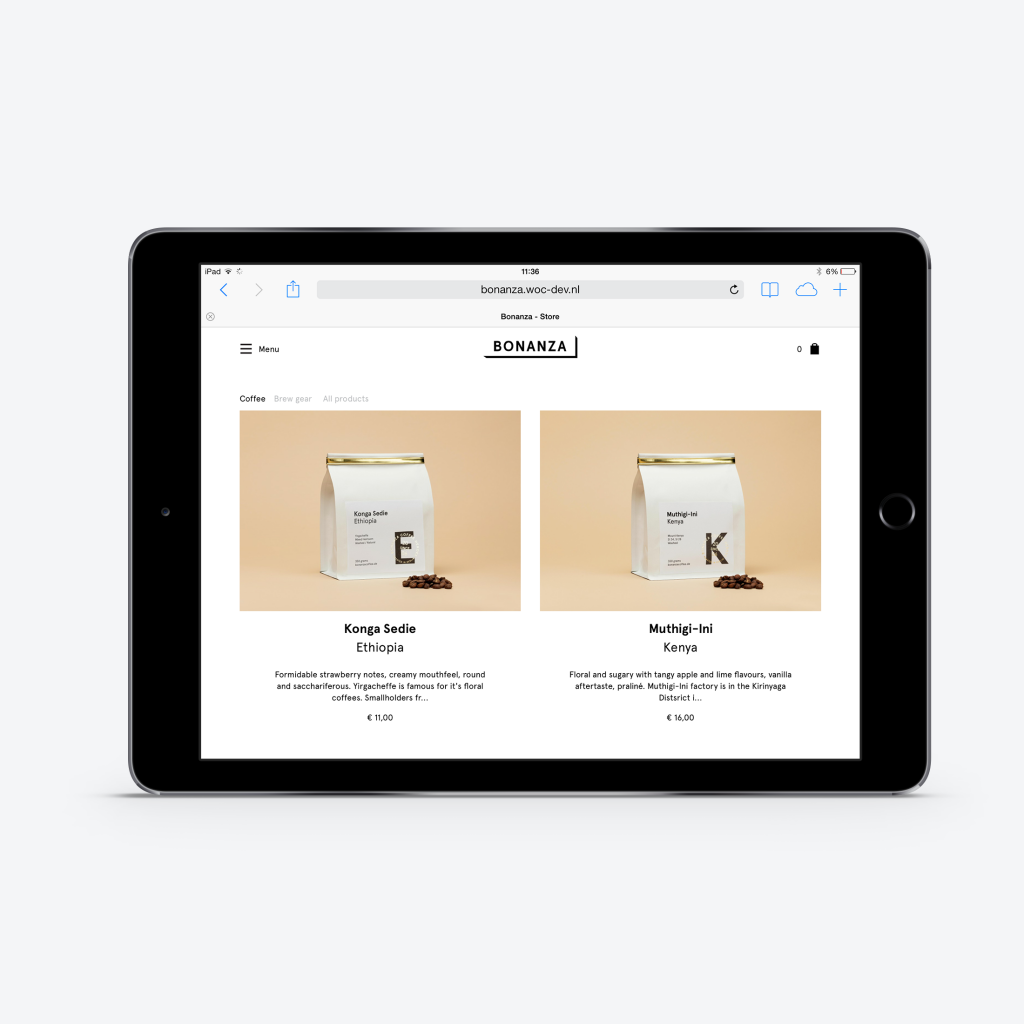 iPad 11:36 6%
bonanza.woc-dev.nl
Bonanza - Store
Menu BONANZA 0
Coffee Brew gear All products
Konga Sedie
Ethiopia
E
Muthigi-Ini
Kenya
K
Konga Sedie
Ethiopia
Formidable strawberry notes, creamy mouthfeel, round
and sacchariferous. Yirgacheffe is famous for it's floral
coffees. Smallholders fr...
€ 11,00
Muthigi-Ini
Kenya
Floral and sugary with tangy apple and lime flavours, vanilla
aftertaste, praliné. Muthigi-Ini factory is in the Kirinyaga
Distsrict i...
€ 16,00